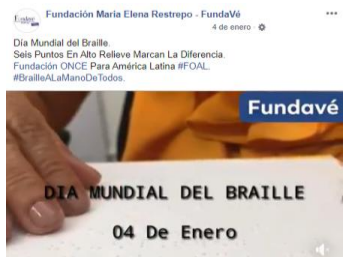 Fundación María Elena Restrepo - FundaVé
4 de enero ·
Día Mundial del Braille.
Seis Puntos En Alto Relieve Marcan La Diferencia.
Fundación ONCE Para América Latina #FOAL.
#BrailleALaManoDeTodos.
Fundavé
DIA MUNDIAL DEL BRAILLE
04 De Enero